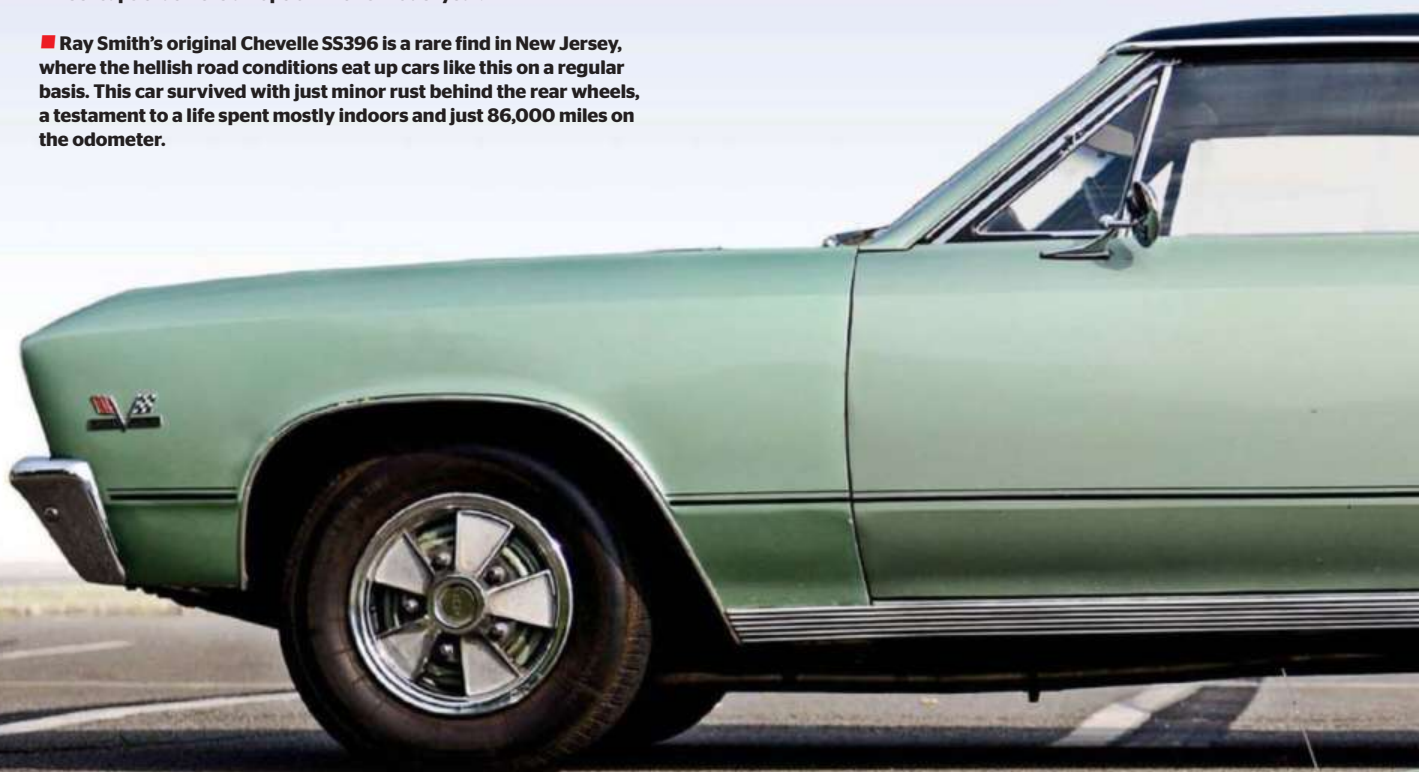 ■ Ray Smith’s original Chevelle SS396 is a rare find in New Jersey,
where the hellish road conditions eat up cars like this on a regular
basis. This car survived with just minor rust behind the rear wheels,
a testament to a life spent mostly indoors and just 86,000 miles on
the odometer.